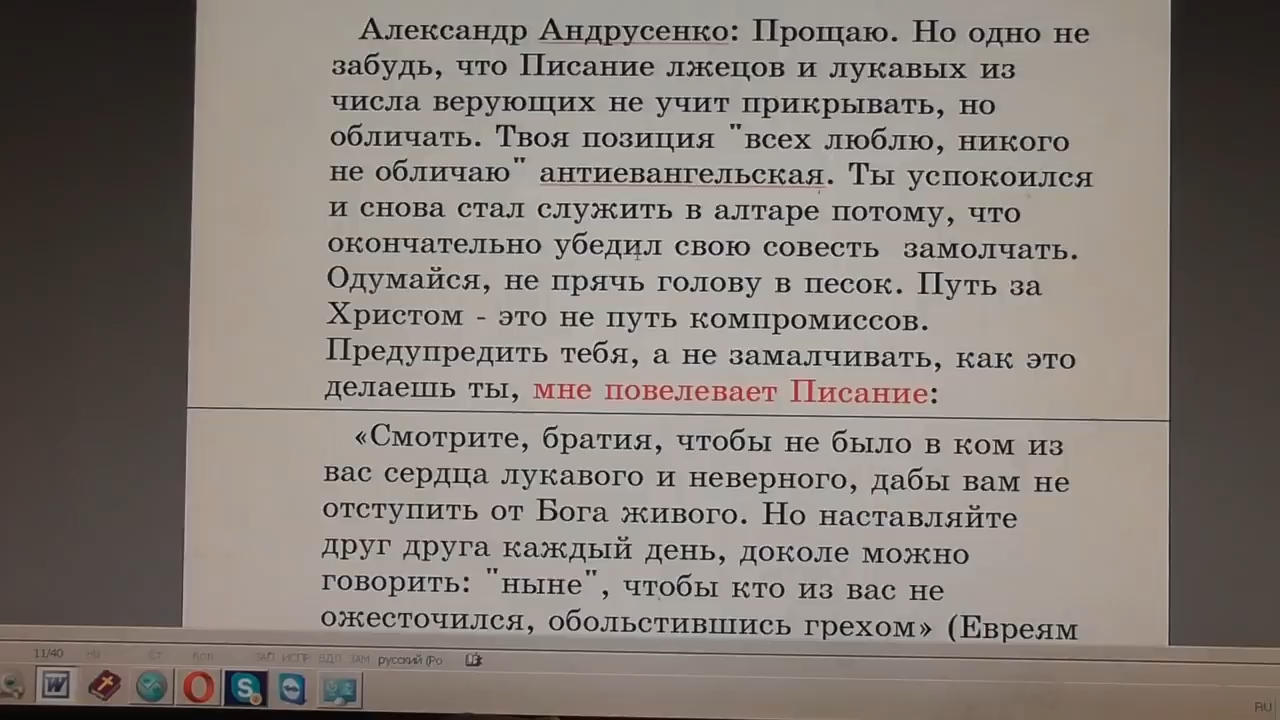 Александр Андрусенко: Прощаю. Но одно не
забудь, что Писание лжецов и лукавых из
числа верующих не учит прикрывать, но
обличать. Твоя позиция "всех люблю, никого
не обличаю" антиевангельская. Ты успокоился
и снова стал служить в алтаре потому, что
окончательно убедил свою совесть  замолчать.
Одумайся, не прячь голову в песок. Путь за
Христом - это не путь компромиссов.
Предупредить тебя, а не замалчивать, как это
делаешь ты, мне повелевает Писание:
«Смотрите, братия, чтобы не было в ком из
вас сердца лукавого и неверного, дабы вам не
отступить от Бога живого. Но наставляйте
друг друга каждый день, доколе можно
говорить: "ныне", чтобы кто из вас не
ожесточился, обольстившись грехом» (Евреям
11/40 ЗАП ИСПР ВДЛ ЗАМ русский (Ро
W S
RU